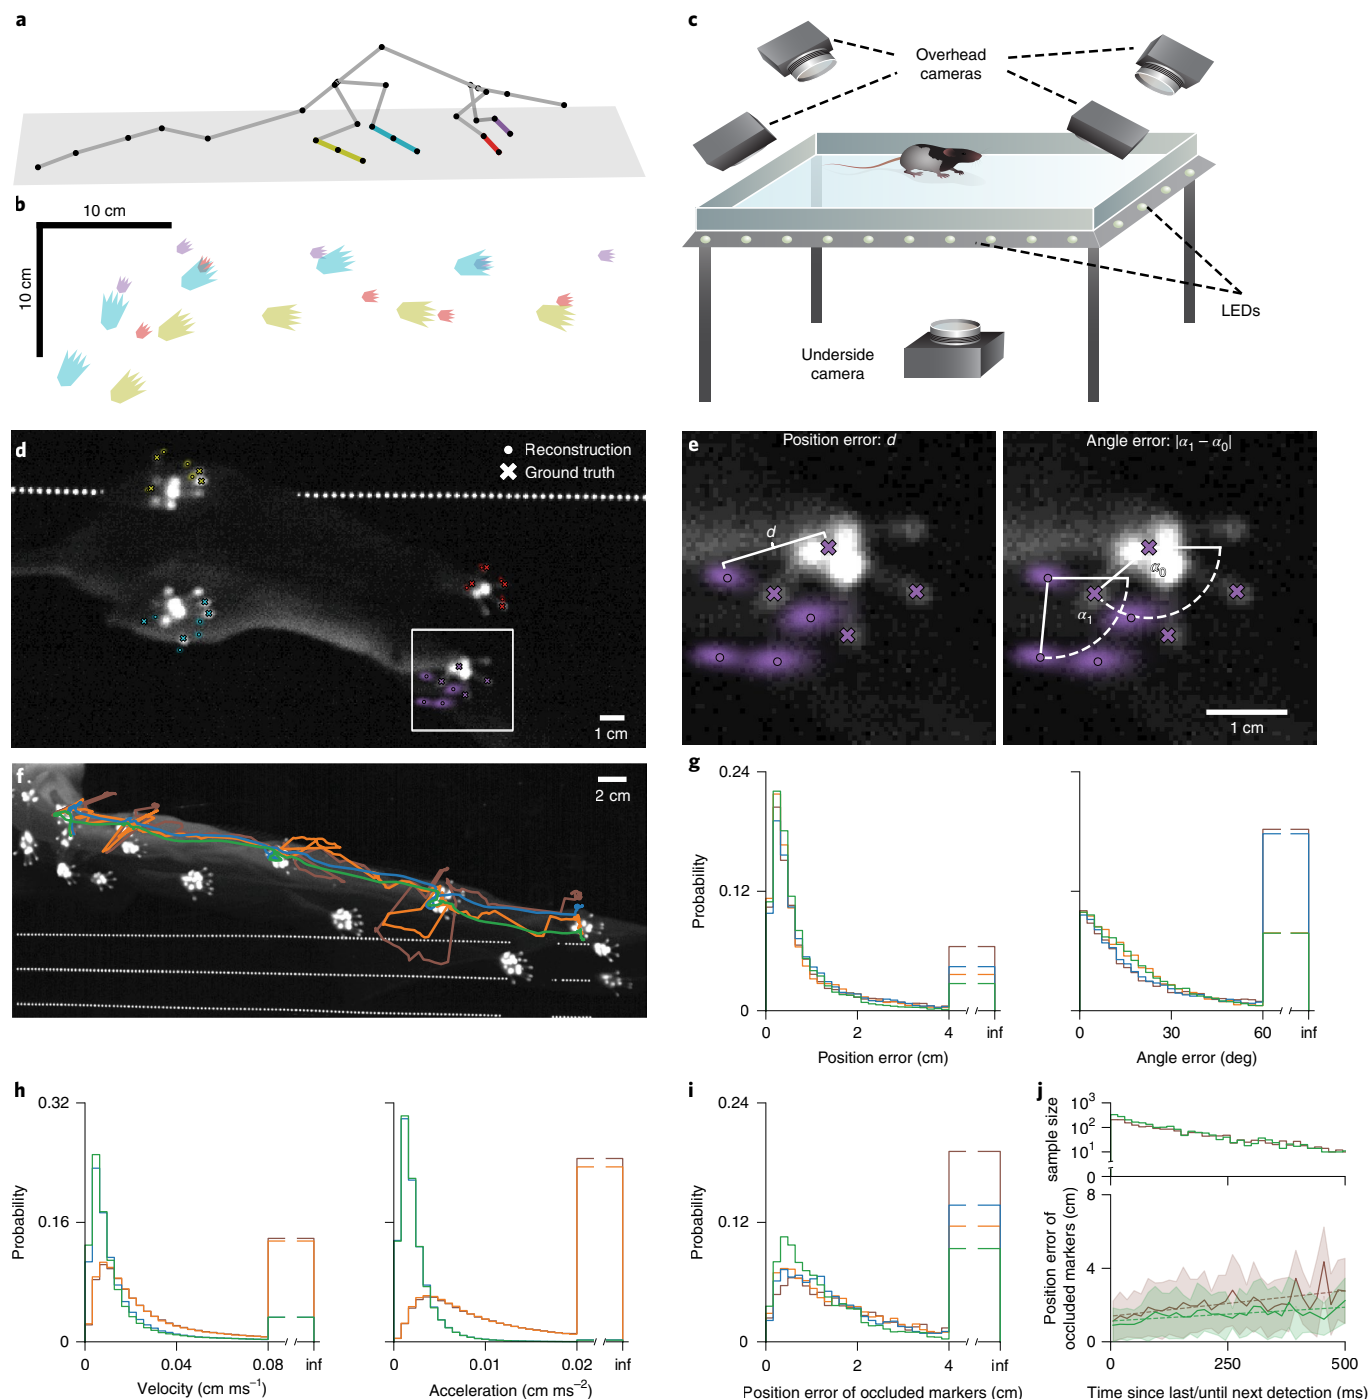 a
b
10 cm
10 cm
c
Overhead
cameras
LEDs
Underside
camera
d
Reconstruction
Ground truth
1 cm
e
Position error: d
d
Angle error: |α₁ – α₀|
α₀
α₁
1 cm
f
2 cm
g
0.24
0.12
0
Probability
0
2
4
inf
Position error (cm)
0
30
60
inf
Angle error (deg)
h
0.32
0.16
0
Probability
0
0.04
0.08
inf
Velocity (cm ms⁻¹)
0
0.01
0.02
inf
Acceleration (cm ms⁻²)
i
0.24
0.12
0
Probability
0
2
4
inf
Position error of occluded markers (cm)
j
sample size
10³
10²
10¹
0
Position error of
occluded markers (cm)
8
4
0
0
250
500
Time since last/until next detection (ms)